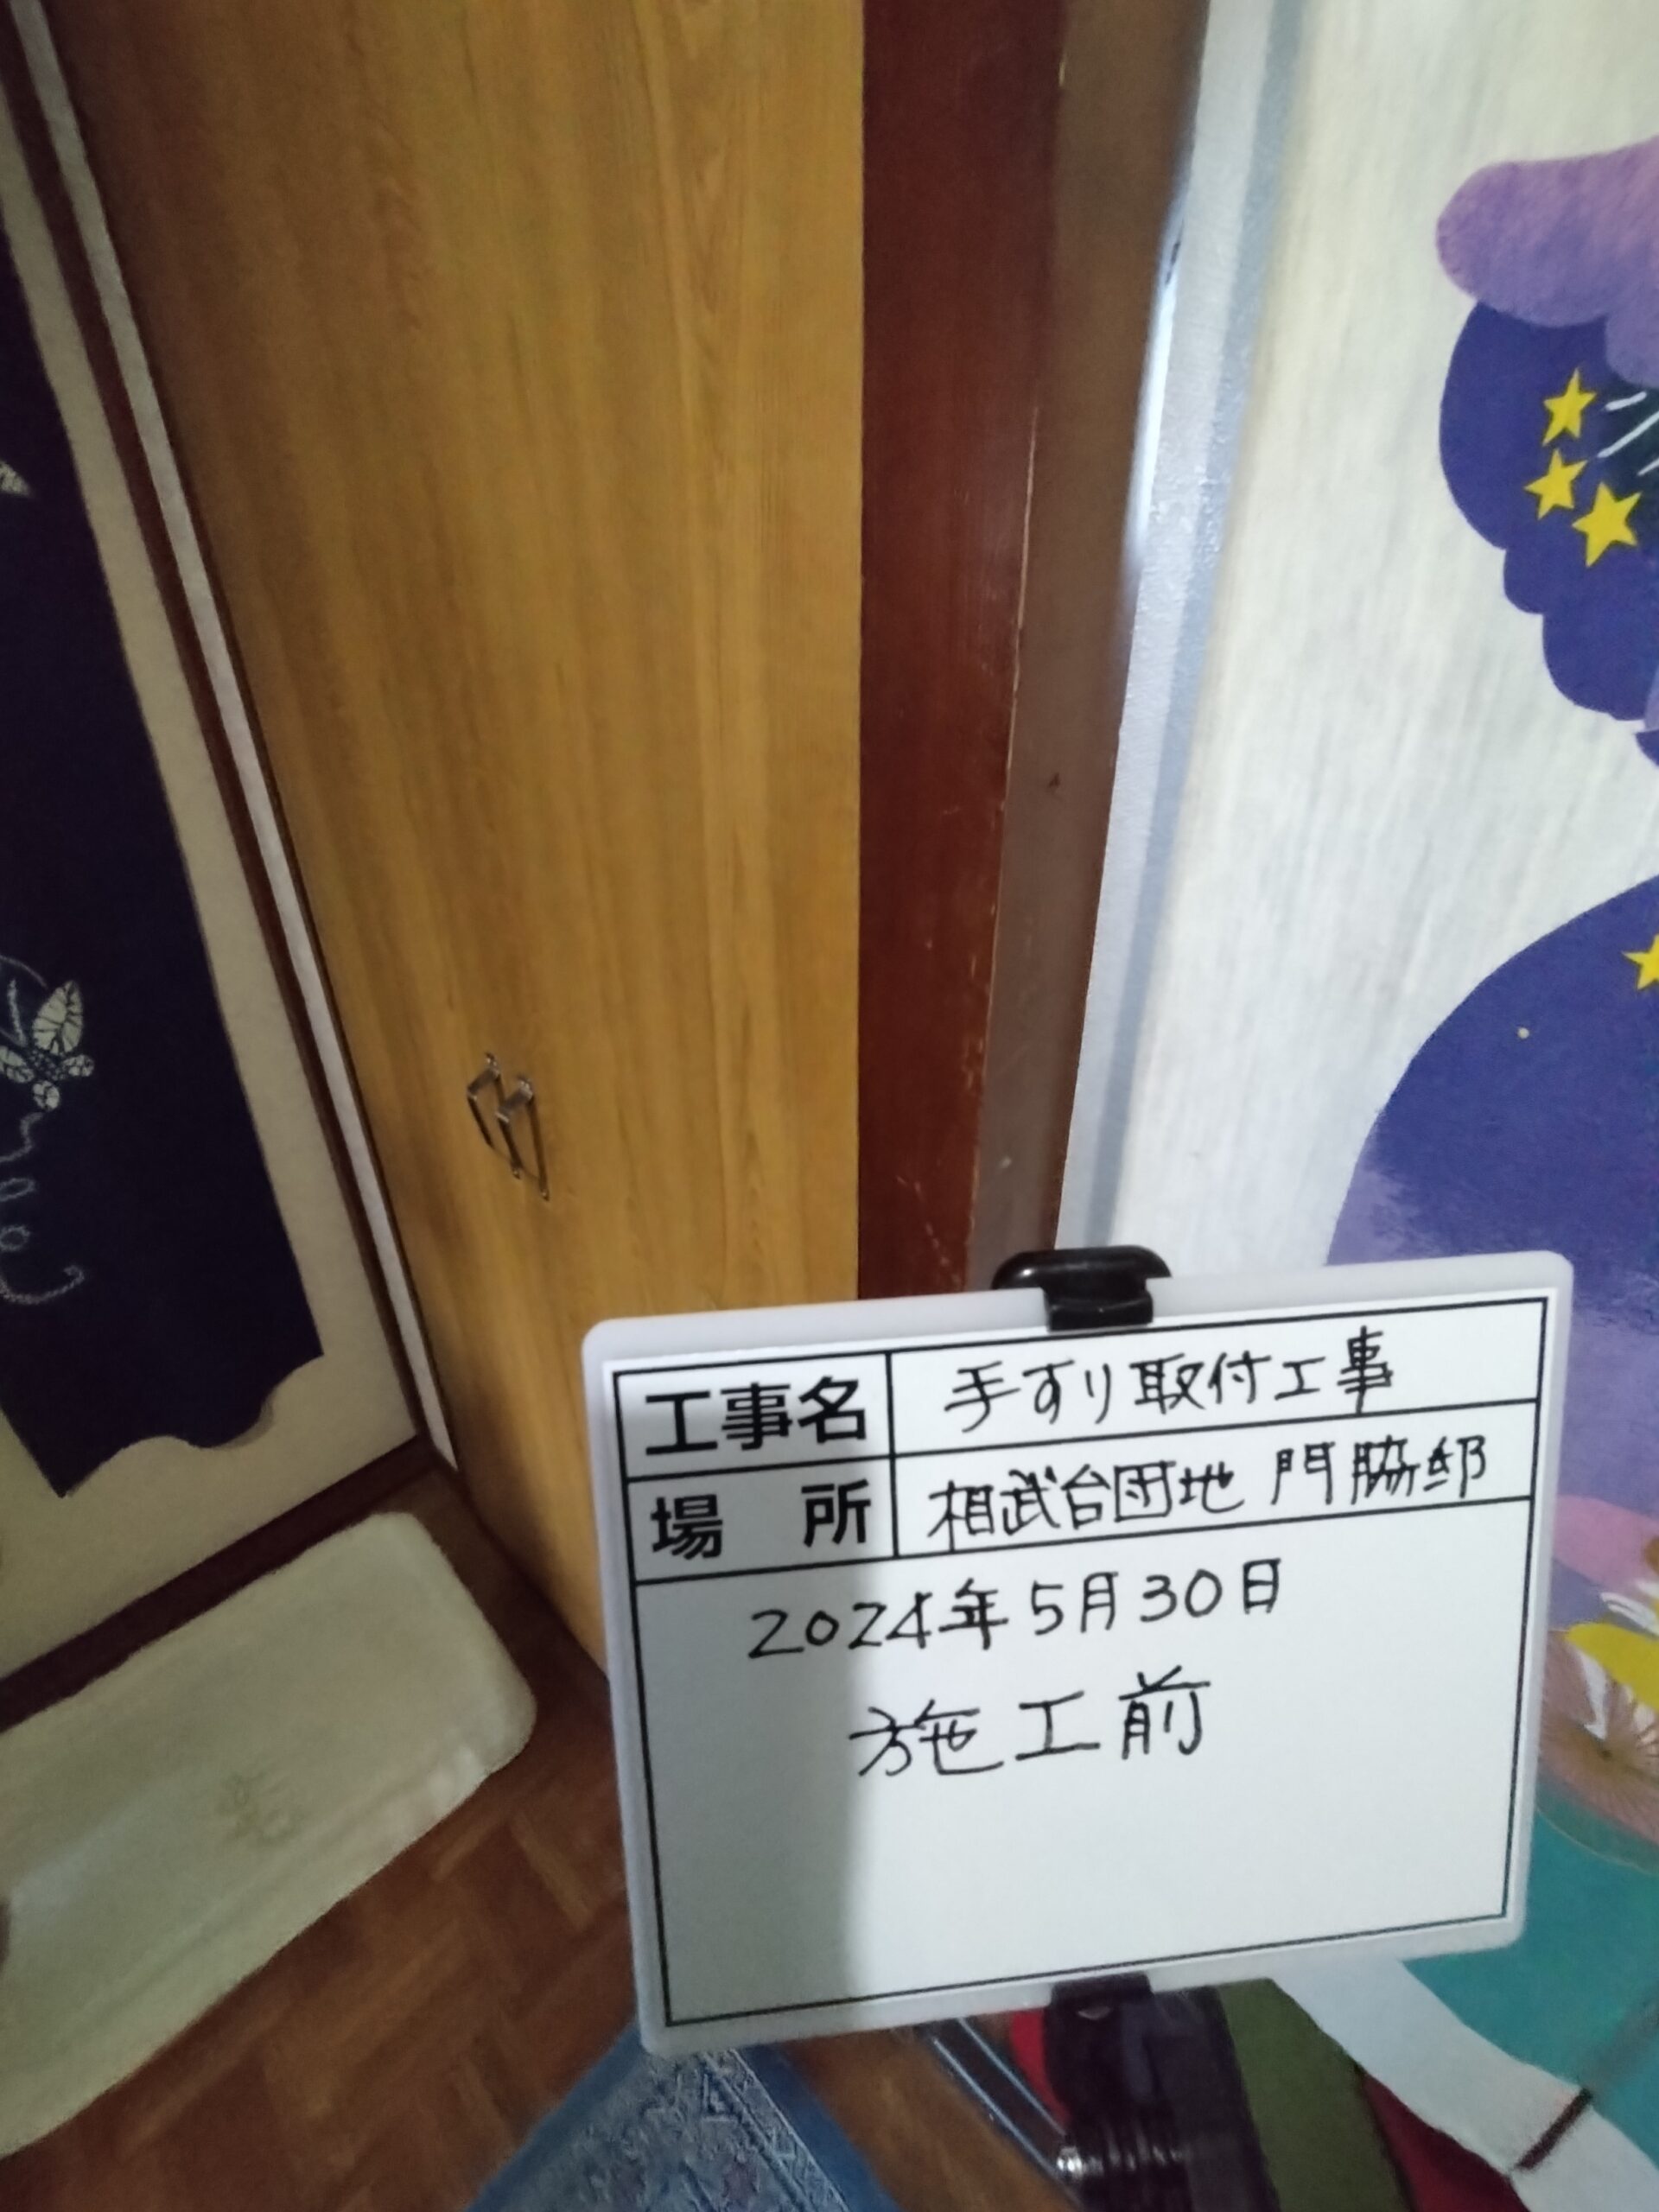 工事名 手すり取付工事
場所 相武台団地 門脇邸
2024年5月30日
施工前